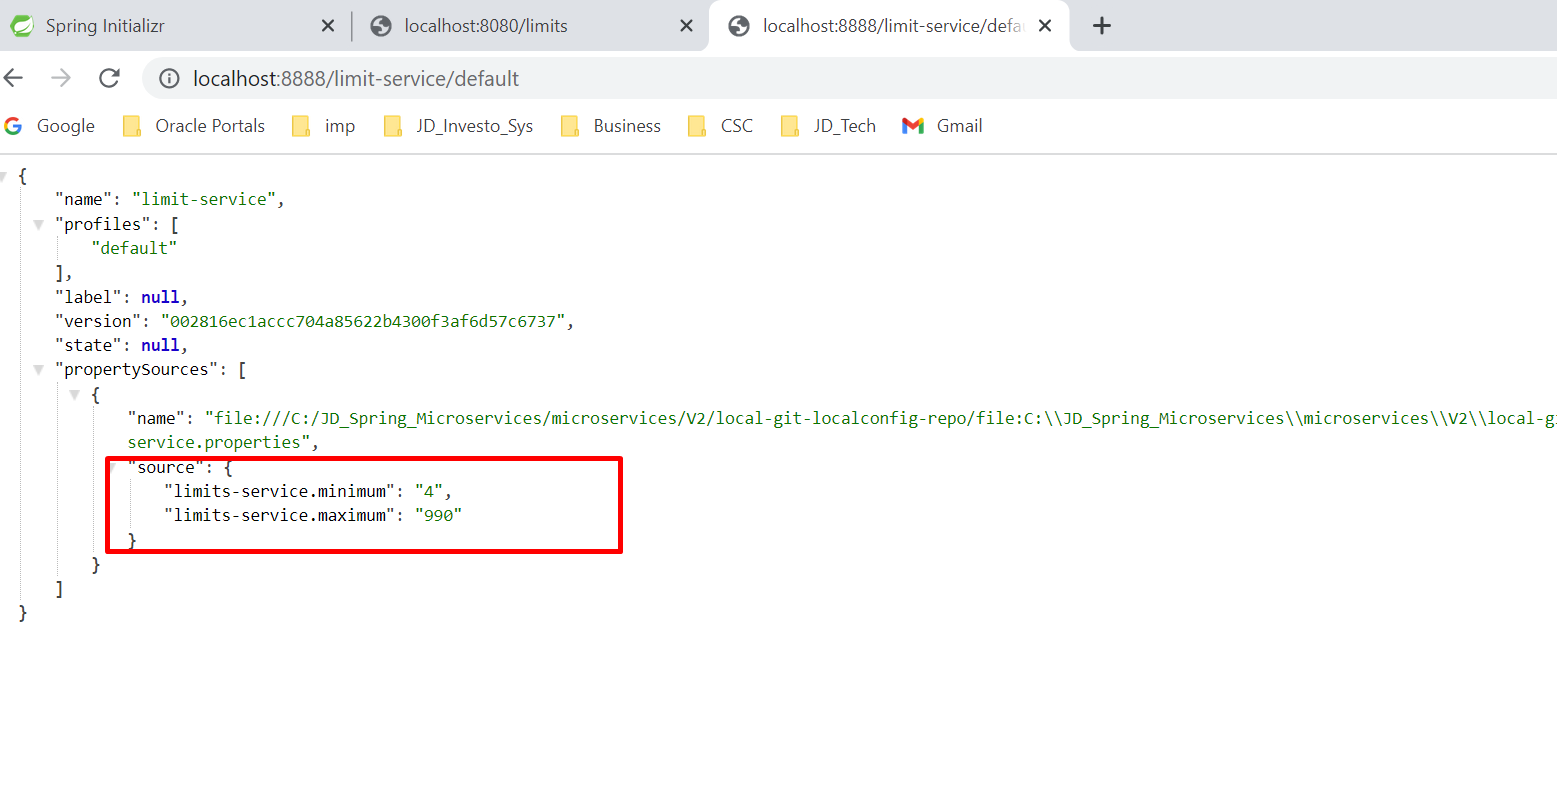 Spring Initializr
localhost:8080/limits
localhost:8888/limit-service/defau
localhost:8888/limit-service/default
Google Oracle Portals imp JD_Investo_Sys Business CSC JD_Tech Gmail
{
"name": "limit-service",
"profiles": [
"default"
],
"label": null,
"version": "002816ec1accc704a85622b4300f3af6d57c6737",
"state": null,
"propertySources": [
{
"name": "file:///C:/JD_Spring_Microservices/microservices/V2/local-git-localconfig-repo/file:C:\\JD_Spring_Microservices\\microservices\\V2\\local-gi
service.properties",
"source": {
"limits-service.minimum": "4",
"limits-service.maximum": "990"
}
}
]
}